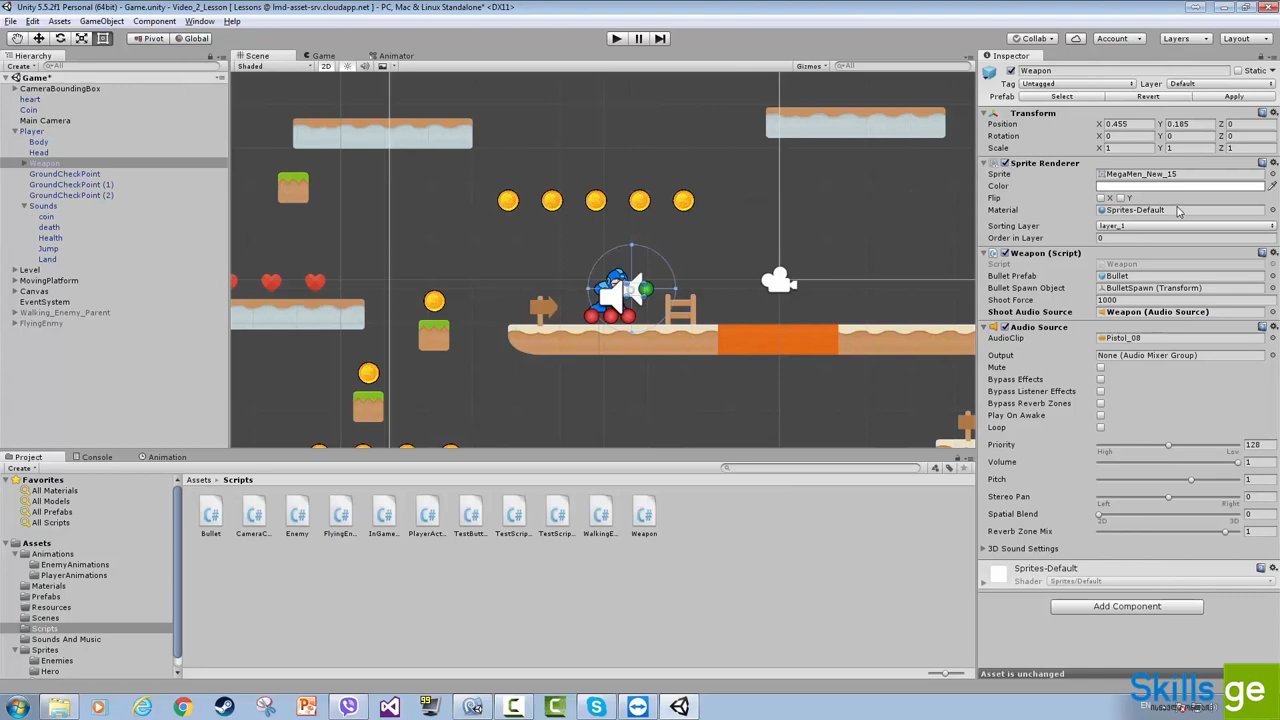 Unity 5.5.2f1 Personal (64bit) - Game.unity - Video_2_Lesson [ Lessons @ lmd-asset-srv.cloudapp.net ] - PC, Mac & Linux Standalone* <DX11>
File Edit Assets GameObject Component Window Help
Pivot Global Collab Account Layers Layout
Hierarchy Scene Game Animator Inspector
Create All Shaded 2D Gizmos All
Game*
CameraBoundingBox
heart
Coin
Main Camera
Player
Body
Head
Weapon
GroundCheckPoint
GroundCheckPoint (1)
GroundCheckPoint (2)
Sounds
coin
death
Health
Jump
Land
Level
MovingPlatform
Canvas
EventSystem
Walking_Enemy_Parent
FlyingEnemy
Weapon Static
Tag Untagged Layer Default
Prefab Select Revert Apply
Transform
Position X 0.455 Y 0.185 Z 0
Rotation X 0 Y 0 Z 0
Scale X 1 Y 1 Z 1
Sprite Renderer
Sprite MegaMen_New_15
Color
Flip X Y
Material Sprites-Default
Sorting Layer layer_1
Order in Layer 0
Weapon (Script)
Script Weapon
Bullet Prefab Bullet
Bullet Spawn Object BulletSpawn (Transform)
Shoot Force 1000
Shoot Audio Source Weapon (Audio Source)
Audio Source
AudioClip Pistol_08
Output None (Audio Mixer Group)
Mute
Bypass Effects
Bypass Listener Effects
Bypass Reverb Zones
Play On Awake
Loop
Priority 128
High Low
Volume 1
Pitch 1
Stereo Pan 0
Left Right
Spatial Blend 0
2D 3D
Reverb Zone Mix 1
3D Sound Settings
Sprites-Default
Shader Sprites/Default
Add Component
Asset is unchanged
Project Console Animation
Create
Favorites
All Materials
All Models
All Prefabs
All Scripts
Assets
Animations
EnemyAnimations
PlayerAnimations
Materials
Prefabs
Resources
Scenes
Scripts
Sounds And Music
Sprites
Enemies
Hero
Assets Scripts
Bullet CameraC... Enemy FlyingEn... InGame... PlayerAct... TestButt... TestScrip... TestScrip... WalkingE... Weapon
Skills ge